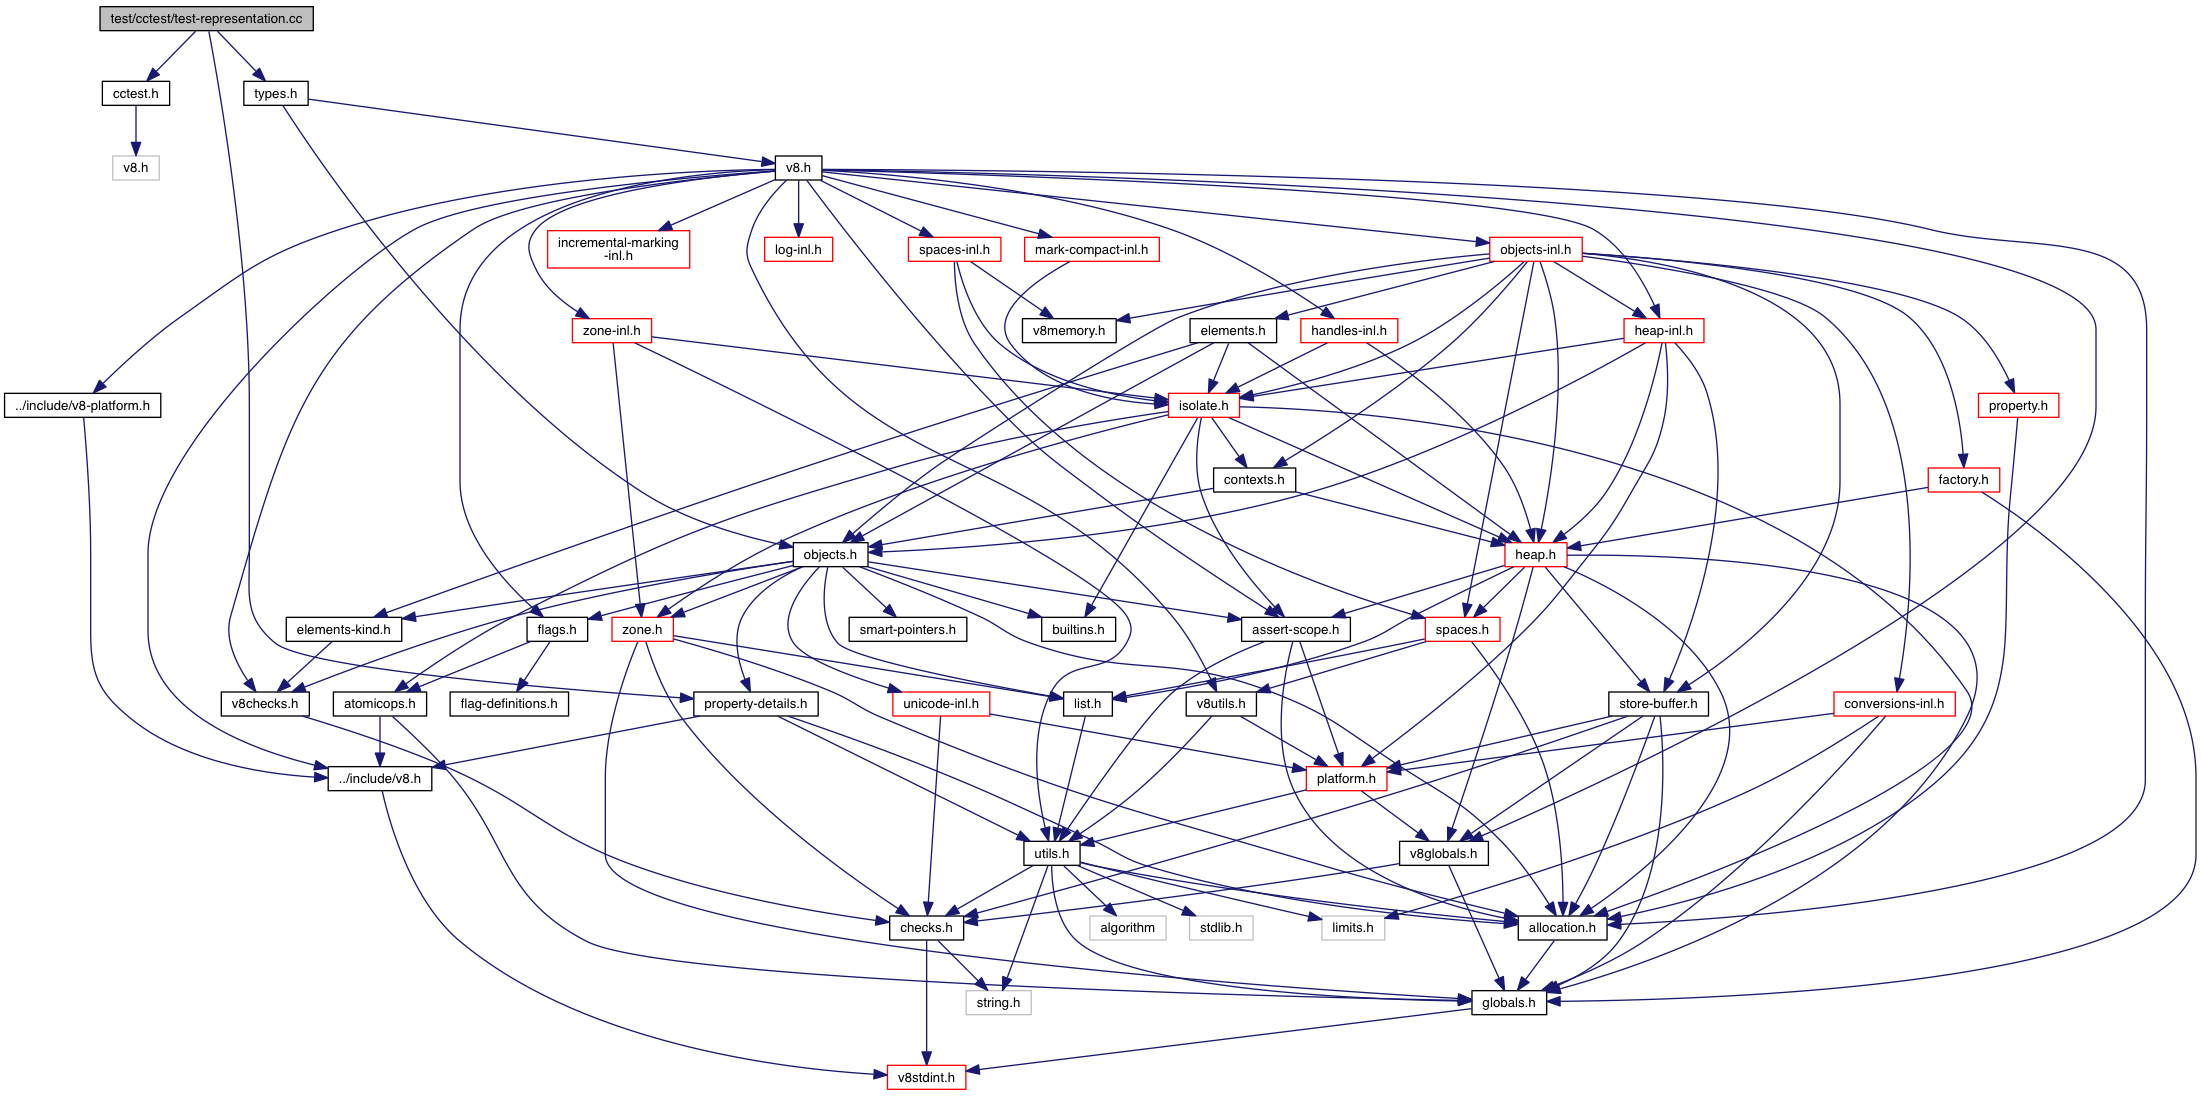 test/cctest/test-representation.cc
cctest.h
types.h
v8.h
v8.h
incremental-marking
-inl.h
log-inl.h
spaces-inl.h
mark-compact-inl.h
objects-inl.h
zone-inl.h
v8memory.h
elements.h
handles-inl.h
heap-inl.h
../include/v8-platform.h
isolate.h
property.h
contexts.h
factory.h
objects.h
heap.h
elements-kind.h
flags.h
zone.h
smart-pointers.h
builtins.h
assert-scope.h
spaces.h
v8checks.h
atomicops.h
flag-definitions.h
property-details.h
unicode-inl.h
list.h
v8utils.h
store-buffer.h
conversions-inl.h
../include/v8.h
platform.h
utils.h
v8globals.h
checks.h
algorithm
stdlib.h
limits.h
allocation.h
string.h
globals.h
v8stdint.h